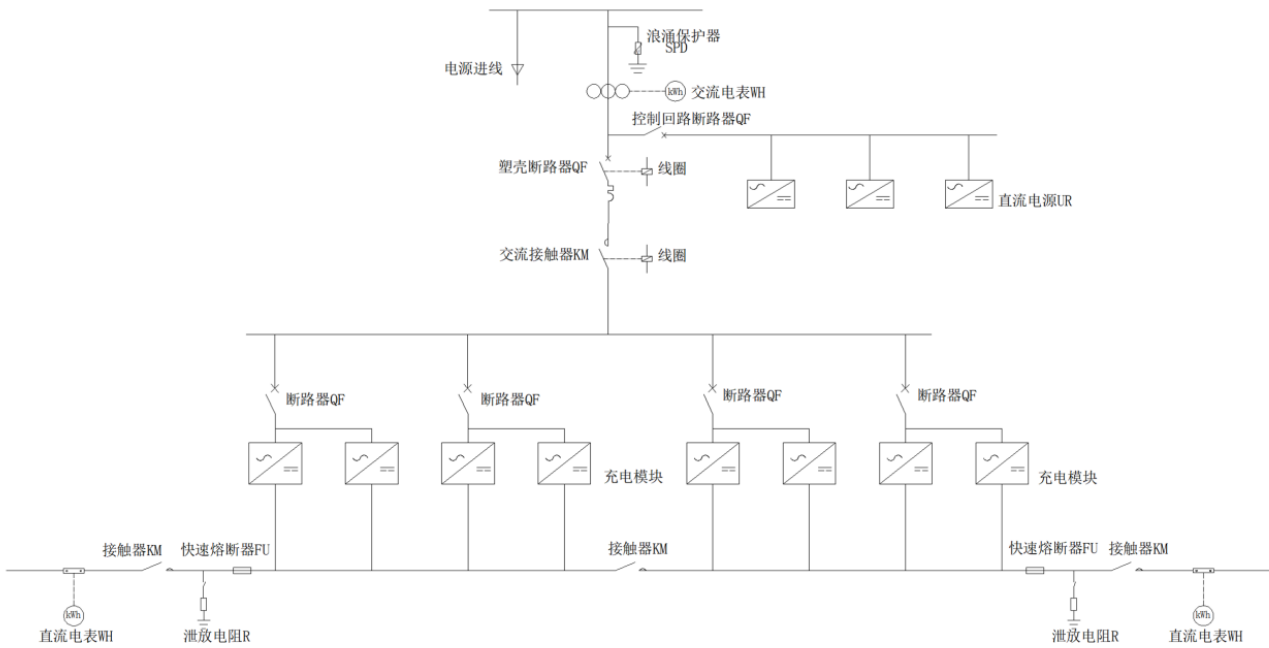 浪涌保护器
SPD
电源进线
kWh
交流电表WH
控制回路断路器QF
塑壳断路器QF
线圈
直流电源UR
交流接触器KM
线圈
断路器QF
断路器QF
断路器QF
断路器QF
充电模块
充电模块
接触器KM
快速熔断器FU
接触器KM
快速熔断器FU
接触器KM
kWh
kWh
直流电表WH
泄放电阻R
泄放电阻R
直流电表WH